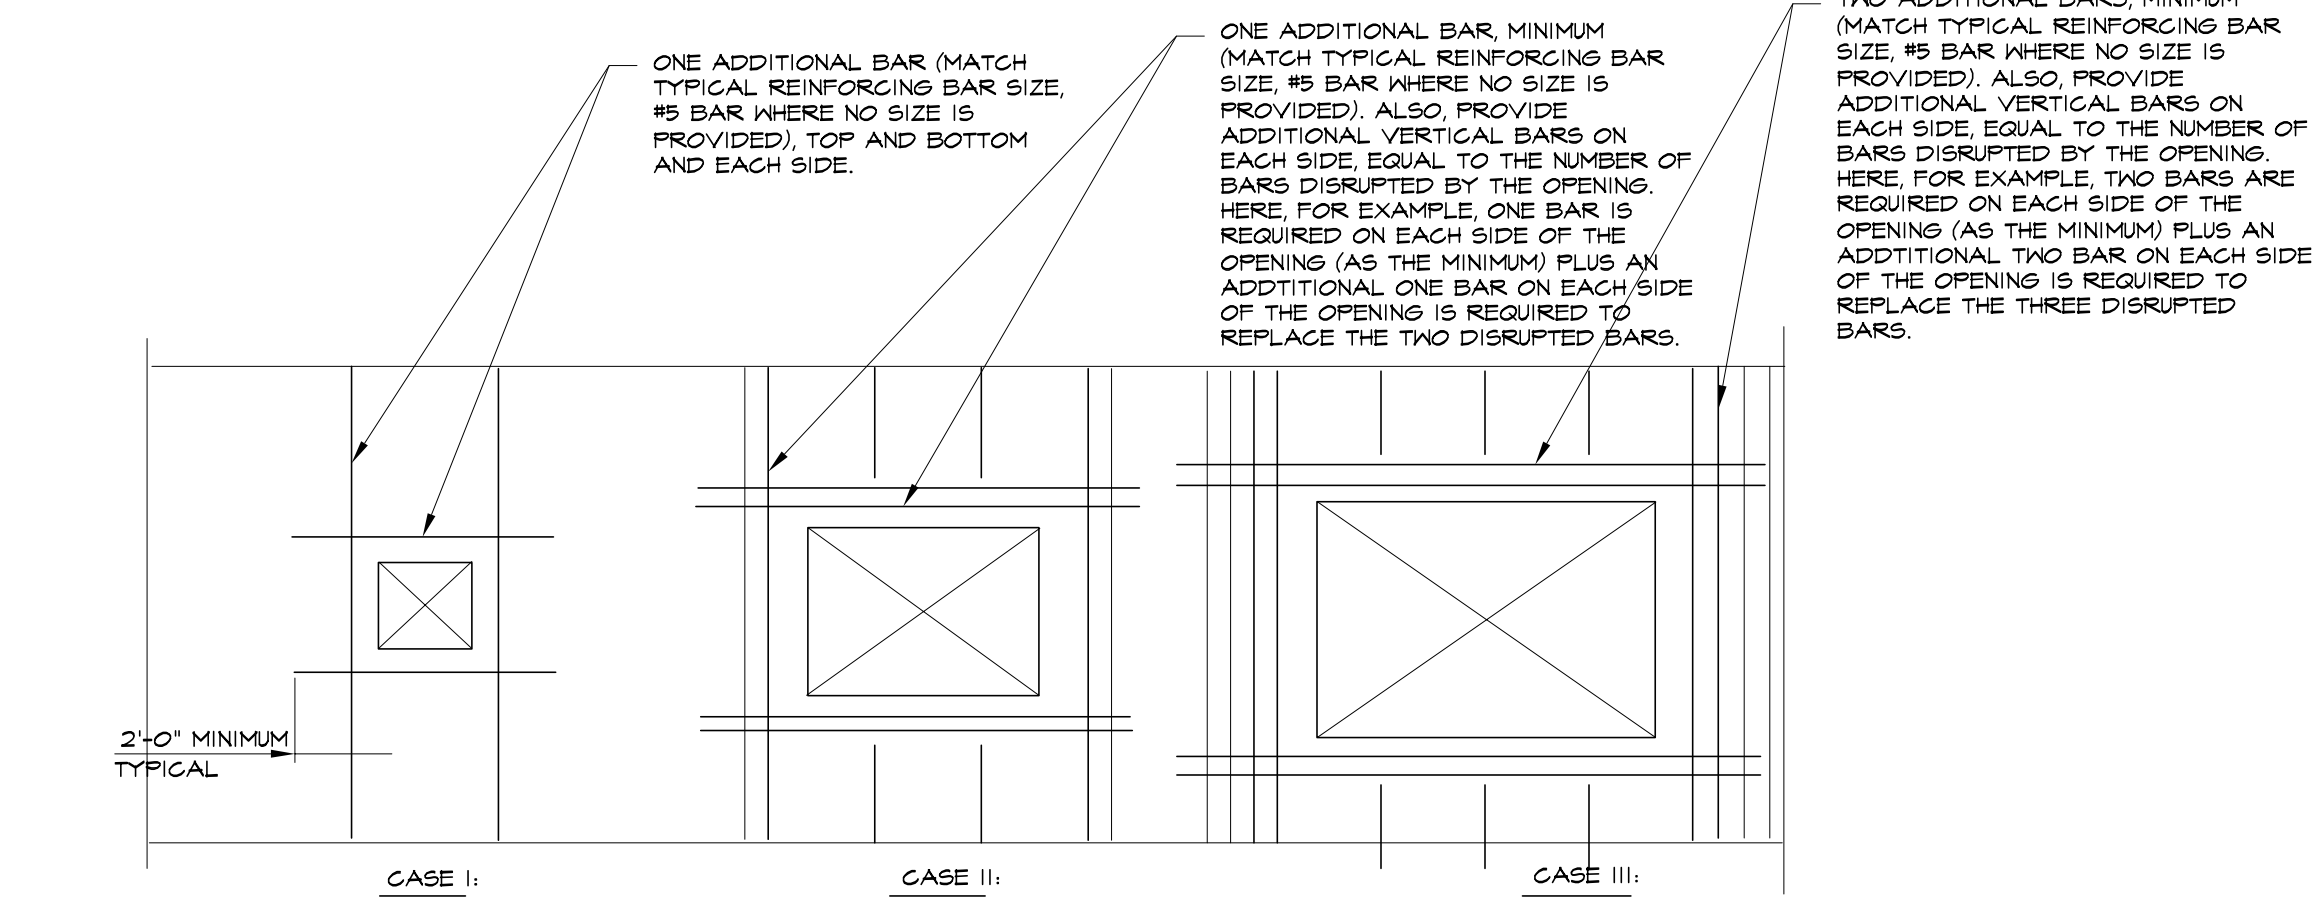 ONE ADDITIONAL BAR (MATCH
TYPICAL REINFORCING BAR SIZE,
#5 BAR WHERE NO SIZE IS
PROVIDED), TOP AND BOTTOM
AND EACH SIDE.
ONE ADDITIONAL BAR, MINIMUM
(MATCH TYPICAL REINFORCING BAR
SIZE, #5 BAR WHERE NO SIZE IS
PROVIDED). ALSO, PROVIDE
ADDITIONAL VERTICAL BARS ON
EACH SIDE, EQUAL TO THE NUMBER OF
BARS DISRUPTED BY THE OPENING.
HERE, FOR EXAMPLE, ONE BAR IS
REQUIRED ON EACH SIDE OF THE
OPENING (AS THE MINIMUM) PLUS AN
ADDTITIONAL ONE BAR ON EACH SIDE
OF THE OPENING IS REQUIRED TO
REPLACE THE TWO DISRUPTED BARS.
TWO ADDITIONAL BARS, MINIMUM
(MATCH TYPICAL REINFORCING BAR
SIZE, #5 BAR WHERE NO SIZE IS
PROVIDED). ALSO, PROVIDE
ADDITIONAL VERTICAL BARS ON
EACH SIDE, EQUAL TO THE NUMBER OF
BARS DISRUPTED BY THE OPENING.
HERE, FOR EXAMPLE, TWO BARS ARE
REQUIRED ON EACH SIDE OF THE
OPENING (AS THE MINIMUM) PLUS AN
ADDTITIONAL TWO BAR ON EACH SIDE
OF THE OPENING IS REQUIRED TO
REPLACE THE THREE DISRUPTED
BARS.
2'-0" MINIMUM
TYPICAL
CASE I:
CASE II:
CASE III: